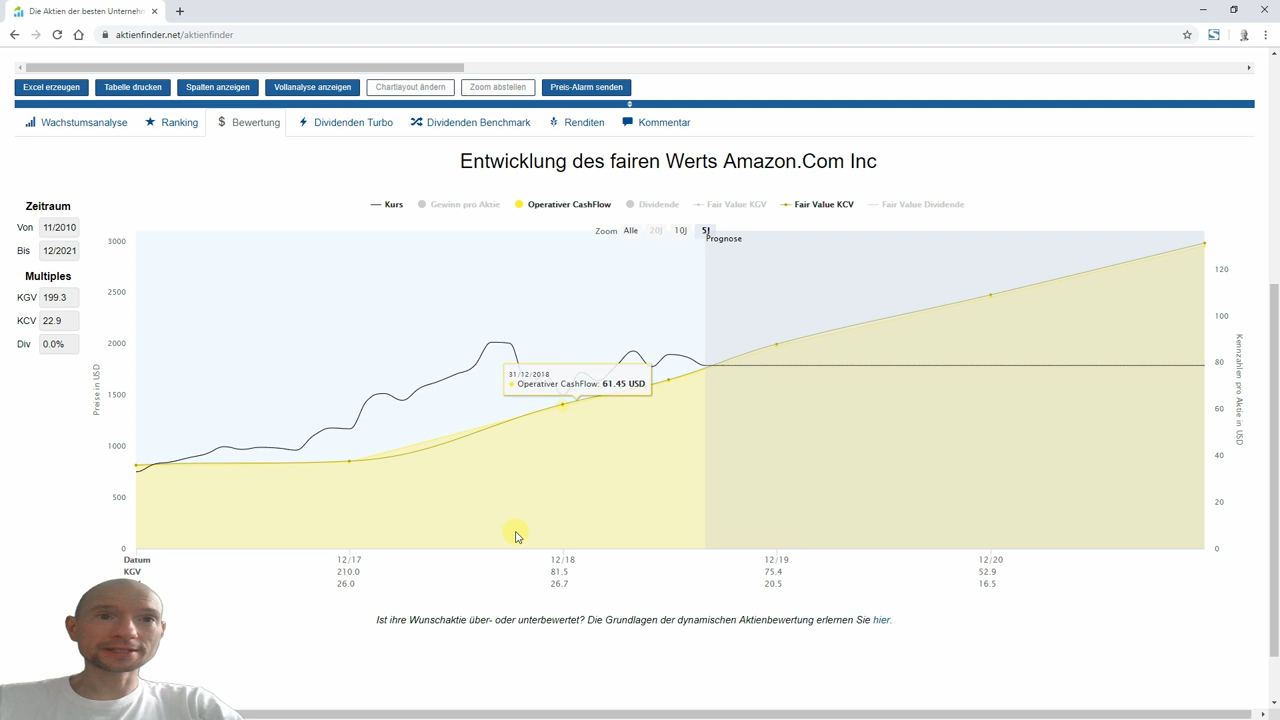 Die Aktien der besten Unternehm
aktienfinder.net/aktienfinder
Excel erzeugen Tabelle drucken Spalten anzeigen Vollanalyse anzeigen Chartlayout ändern Zoom abstellen Preis-Alarm senden
Wachstumsanalyse Ranking $ Bewertung Dividenden Turbo Dividenden Benchmark Renditen Kommentar
Entwicklung des fairen Werts Amazon.Com Inc
Kurs Gewinn pro Aktie Operativer CashFlow Dividende Fair Value KGV Fair Value KCV Fair Value Dividende
Zoom Alle 20J 10J 5J
Prognose
Zeitraum
Von 11/2010
Bis 12/2021
Multiples
KGV 199.3
KCV 22.9
Div 0.0%
Preise in USD
3000
2500
2000
1500
1000
500
0
31/12/2018
Operativer CashFlow: 61.45 USD
120
100
80
60
40
20
0
Kennzahlen pro Aktie in USD
Datum 12/17 12/18 12/19 12/20
KGV 210.0 81.5 75.4 52.9
26.0 26.7 20.5 16.5
Ist ihre Wunschaktie über- oder unterbewertet? Die Grundlagen der dynamischen Aktienbewertung erlernen Sie hier.